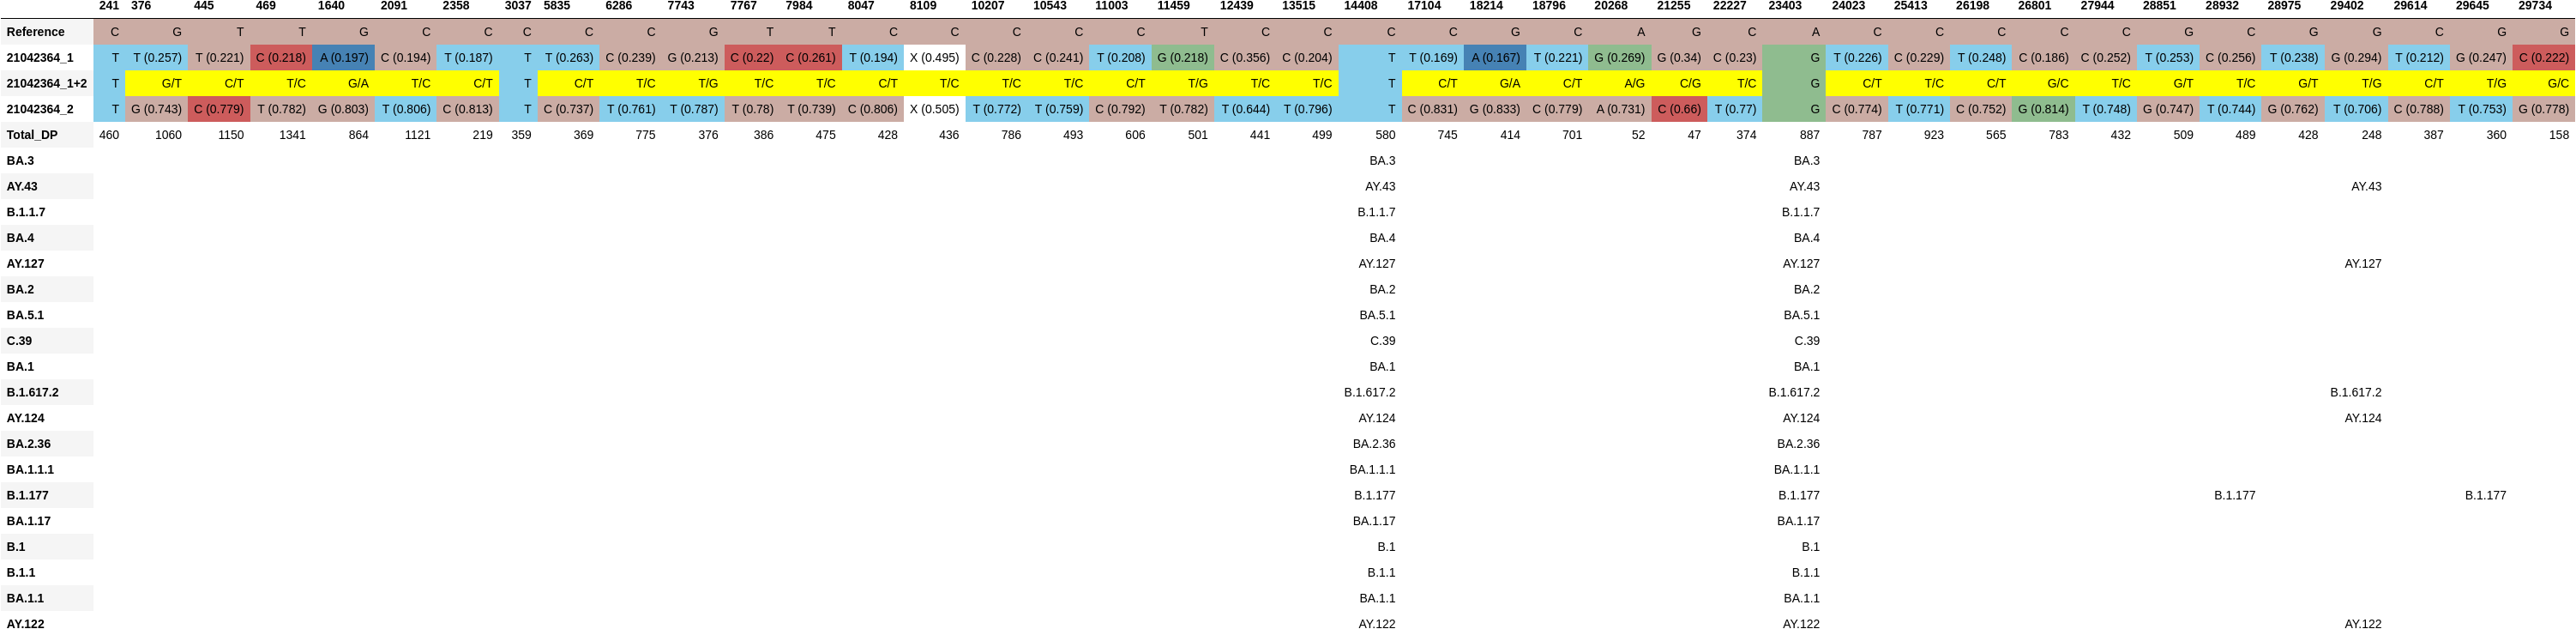 241 376 445 469 1640 2091 2358 3037 5835 6286 7743 7767 7984 8047 8109 10207 10543 11003 11459 12439 13515 14408 17104 18214 18796 20268 21255 22227 23403 24023 25413 26198 26801 27944 28851 28932 28975 29402 29614 29645 29734
Reference C G T T G C C C C C G T T C C C C C T C C C C G C A G C A C C C C C G C G G C G G
21042364_1 T T (0.257) T (0.221) C (0.218) A (0.197) C (0.194) T (0.187) T T (0.263) C (0.239) G (0.213) C (0.22) C (0.261) T (0.194) X (0.495) C (0.228) C (0.241) T (0.208) G (0.218) C (0.356) C (0.204) T T (0.169) A (0.167) T (0.221) G (0.269) G (0.34) C (0.23) G T (0.226) C (0.229) T (0.248) C (0.186) C (0.252) T (0.253) C (0.256) T (0.238) G (0.294) T (0.212) G (0.247) C (0.222)
21042364_1+2 T G/T C/T T/C G/A T/C C/T T C/T T/C T/G T/C T/C C/T T/C T/C T/C C/T T/G T/C T/C T C/T G/A C/T A/G C/G T/C G C/T T/C C/T G/C T/C G/T T/C G/T T/G C/T T/G G/C
21042364_2 T G (0.743) C (0.779) T (0.782) G (0.803) T (0.806) C (0.813) T C (0.737) T (0.761) T (0.787) T (0.78) T (0.739) C (0.806) X (0.505) T (0.772) T (0.759) C (0.792) T (0.782) T (0.644) T (0.796) T C (0.831) G (0.833) C (0.779) A (0.731) C (0.66) T (0.77) G C (0.774) T (0.771) C (0.752) G (0.814) T (0.748) G (0.747) T (0.744) G (0.762) T (0.706) C (0.788) T (0.753) G (0.778)
Total_DP 460 1060 1150 1341 864 1121 219 359 369 775 376 386 475 428 436 786 493 606 501 441 499 580 745 414 701 52 47 374 887 787 923 565 783 432 509 489 428 248 387 360 158
BA.3 BA.3 BA.3
AY.43 AY.43 AY.43 AY.43
B.1.1.7 B.1.1.7 B.1.1.7
BA.4 BA.4 BA.4
AY.127 AY.127 AY.127 AY.127
BA.2 BA.2 BA.2
BA.5.1 BA.5.1 BA.5.1
C.39 C.39 C.39
BA.1 BA.1 BA.1
B.1.617.2 B.1.617.2 B.1.617.2 B.1.617.2
AY.124 AY.124 AY.124 AY.124
BA.2.36 BA.2.36 BA.2.36
BA.1.1.1 BA.1.1.1 BA.1.1.1
B.1.177 B.1.177 B.1.177 B.1.177 B.1.177
BA.1.17 BA.1.17 BA.1.17
B.1 B.1 B.1
B.1.1 B.1.1 B.1.1
BA.1.1 BA.1.1 BA.1.1
AY.122 AY.122 AY.122 AY.122